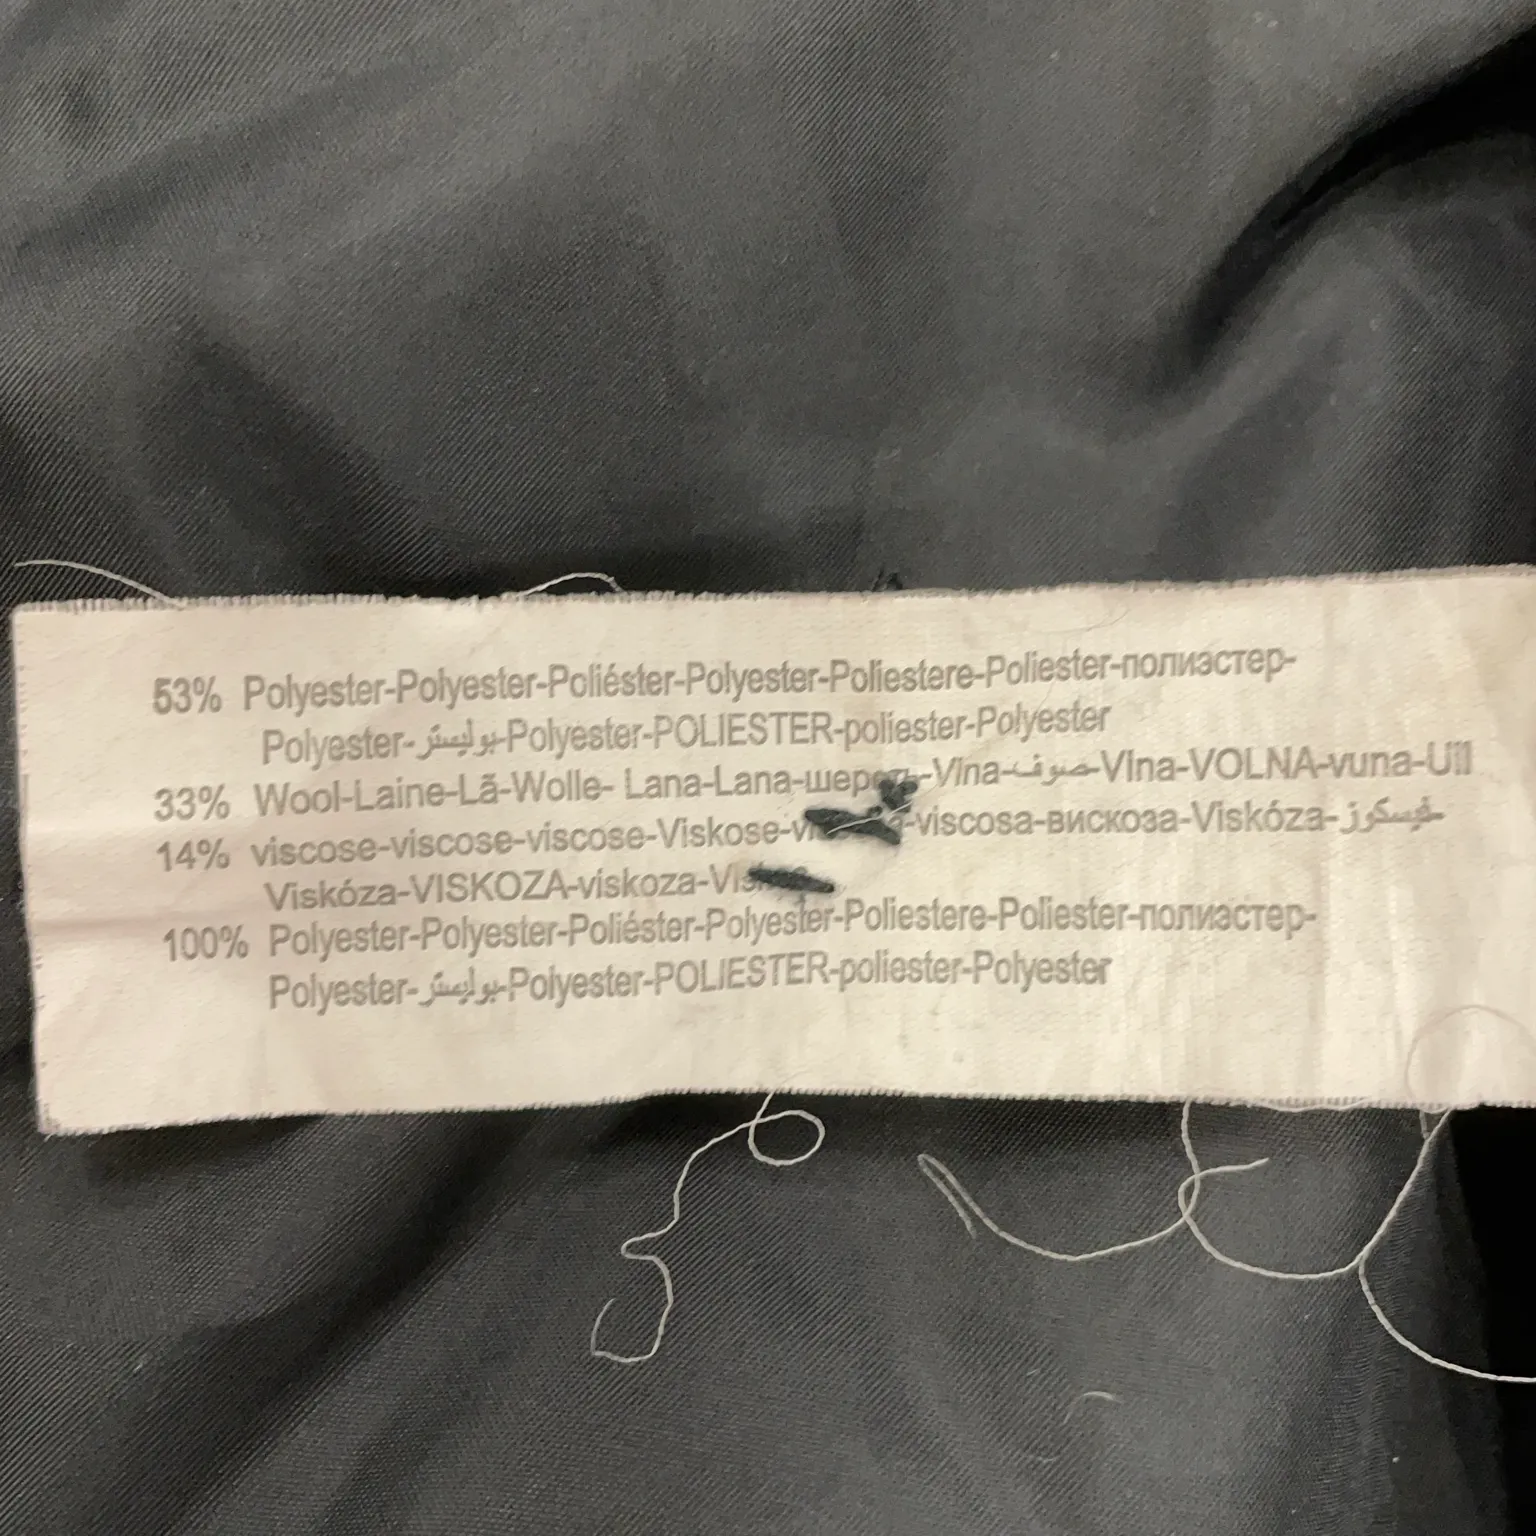 53% Polyester-Polyester-Poliéster-Polyester-Poliestere-Poliester-полиэстер-
Polyester-بوليستر-Polyester-POLIESTER-poliester-Polyester
33% Wool-Laine-Lã-Wolle- Lana-Lana-шерсть-Vlna-صوف-Vlna-VOLNA-vuna-Uil
14% viscose-viscose-viscose-Viskose- -viscosa-вискоза-Viskóza-فيسكوز-
Viskóza-VISKOZA-viskoza-
100% Polyester-Polyester-Poliéster-Polyester-Poliestere-Poliester-полиэстер-
Polyester-بوليستر-Polyester-POLIESTER-poliester-Polyester